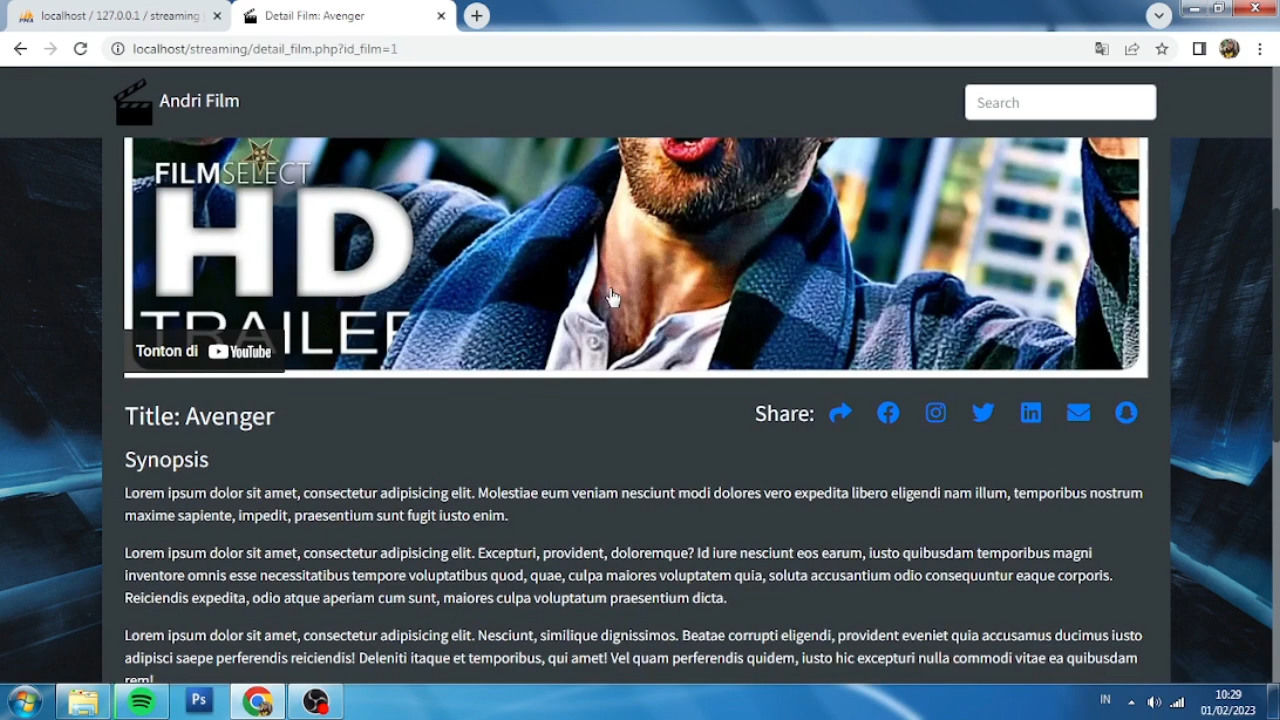 localhost / 127.0.0.1 / streaming
Detail Film: Avenger
localhost/streaming/detail_film.php?id_film=1
Andri Film
Search
FILMSELECT
HD
TRAILER
Tonton di YouTube
Title: Avenger
Share:
Synopsis
Lorem ipsum dolor sit amet, consectetur adipisicing elit. Molestiae eum veniam nesciunt modi dolores vero expedita libero eligendi nam illum, temporibus nostrum
maxime sapiente, impedit, praesentium sunt fugit iusto enim.
Lorem ipsum dolor sit amet, consectetur adipisicing elit. Excepturi, provident, doloremque? Id iure nesciunt eos earum, iusto quibusdam temporibus magni
inventore omnis esse necessitatibus tempore voluptatibus quod, quae, culpa maiores voluptatem quia, soluta accusantium odio consequuntur eaque corporis.
Reiciendis expedita, odio atque aperiam cum sunt, maiores culpa voluptatum praesentium dicta.
Lorem ipsum dolor sit amet, consectetur adipisicing elit. Nesciunt, similique dignissimos. Beatae corrupti eligendi, provident eveniet quia accusamus ducimus iusto
adipisci saepe perferendis reiciendis! Deleniti itaque et temporibus, qui amet! Vel quam perferendis quidem, iusto hic excepturi nulla commodi vitae ea quibusdam
rem!
Ps
IN
10:29
01/02/2023